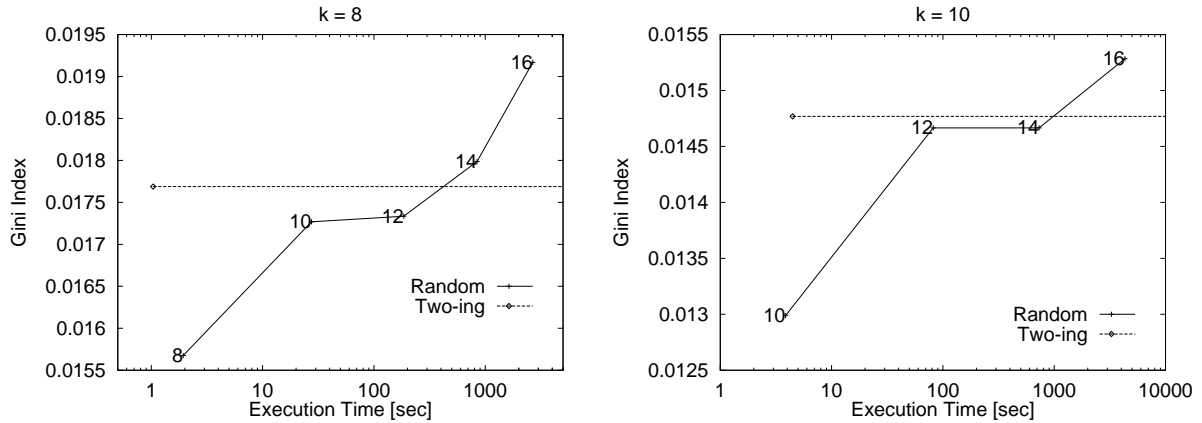 k = 8
0.0195
0.019
0.0185
0.018
0.0175
0.017
0.0165
0.016
0.0155
Gini Index
16
14
12
10
8
Random
Two-ing
1 10 100 1000
Execution Time [sec]
k = 10
0.0155
0.015
0.0145
0.014
0.0135
0.013
0.0125
Gini Index
16
12 14
10
Random
Two-ing
1 10 100 1000 10000
Execution Time [sec]